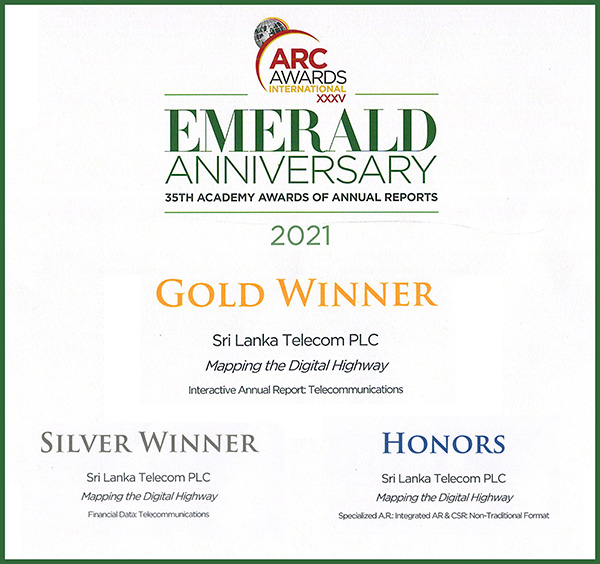 ARC
AWARDS
INTERNATIONAL
XXXV
EMERALD
ANNIVERSARY
35TH ACADEMY AWARDS OF ANNUAL REPORTS
2021
GOLD WINNER
Sri Lanka Telecom PLC
Mapping the Digital Highway
Interactive Annual Report: Telecommunications
SILVER WINNER
Sri Lanka Telecom PLC
Mapping the Digital Highway
Financial Data: Telecommunications
HONORS
Sri Lanka Telecom PLC
Mapping the Digital Highway
Specialized A.R.: Integrated AR & CSR: Non-Traditional Format